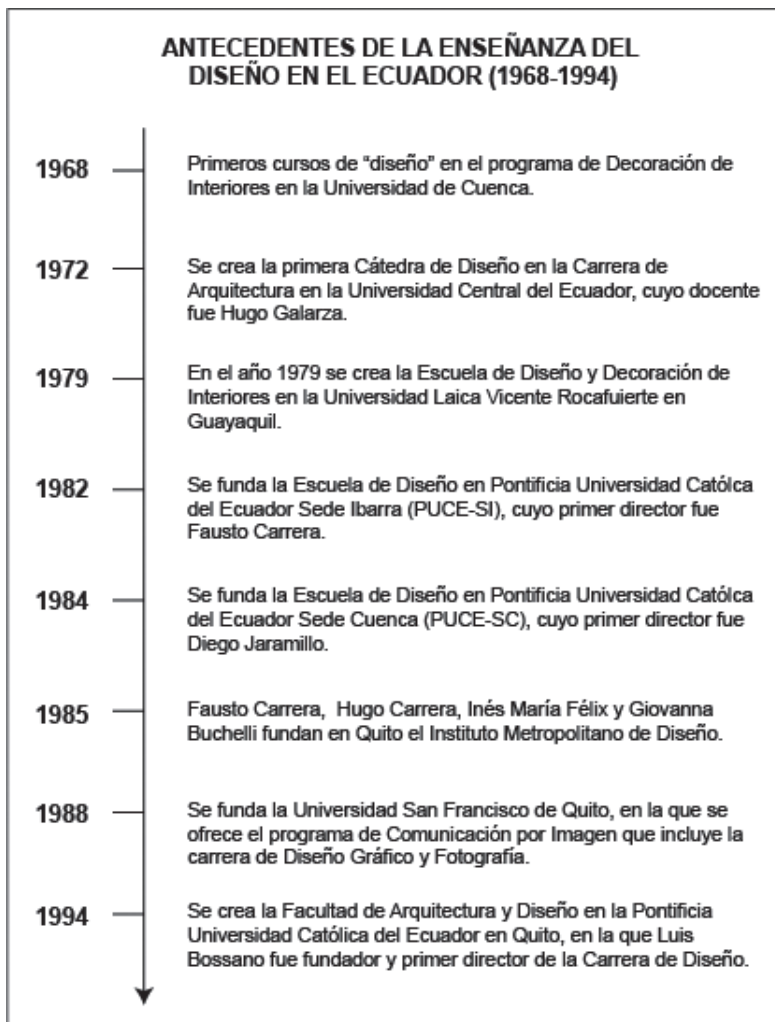 ANTECEDENTES DE LA ENSEÑANZA DEL
DISEÑO EN EL ECUADOR (1968-1994)
1968
Primeros cursos de “diseño” en el programa de Decoración de
Interiores en la Universidad de Cuenca.
1972
Se crea la primera Cátedra de Diseño en la Carrera de
Arquitectura en la Universidad Central del Ecuador, cuyo docente
fue Hugo Galarza.
1979
En el año 1979 se crea la Escuela de Diseño y Decoración de
Interiores en la Universidad Laica Vicente Rocafuierte en
Guayaquil.
1982
Se funda la Escuela de Diseño en Pontificia Universidad Católca
del Ecuador Sede Ibarra (PUCE-SI), cuyo primer director fue
Fausto Carrera.
1984
Se funda la Escuela de Diseño en Pontificia Universidad Católca
del Ecuador Sede Cuenca (PUCE-SC), cuyo primer director fue
Diego Jaramillo.
1985
Fausto Carrera, Hugo Carrera, Inés María Félix y Giovanna
Buchelli fundan en Quito el Instituto Metropolitano de Diseño.
1988
Se funda la Universidad San Francisco de Quito, en la que se
ofrece el programa de Comunicación por Imagen que incluye la
carrera de Diseño Gráfico y Fotografía.
1994
Se crea la Facultad de Arquitectura y Diseño en la Pontificia
Universidad Católica del Ecuador en Quito, en la que Luis
Bossano fue fundador y primer director de la Carrera de Diseño.